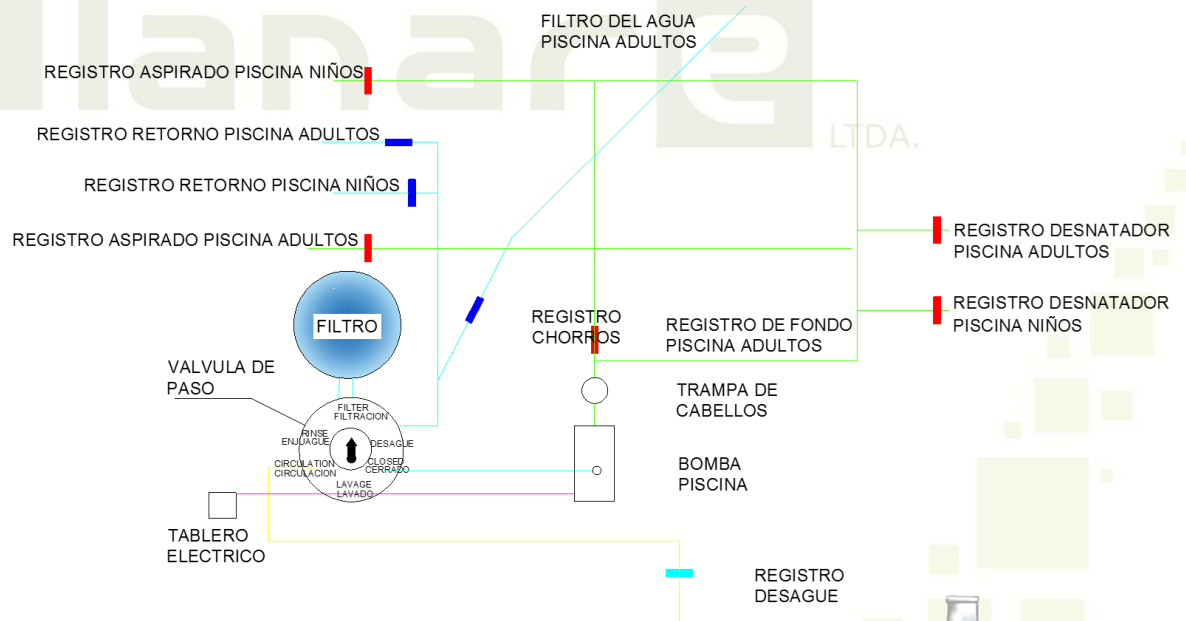 llanare
LTDA.
FILTRO DEL AGUA
PISCINA ADULTOS
REGISTRO ASPIRADO PISCINA NIÑOS
REGISTRO RETORNO PISCINA ADULTOS
REGISTRO RETORNO PISCINA NIÑOS
REGISTRO ASPIRADO PISCINA ADULTOS
REGISTRO DESNATADOR
PISCINA ADULTOS
REGISTRO DESNATADOR
PISCINA NIÑOS
FILTRO
REGISTRO
CHORROS
REGISTRO DE FONDO
PISCINA ADULTOS
VALVULA DE
PASO
TRAMPA DE
CABELLOS
FILTER
FILTRACION
RINSE
ENJUAGUE
DESAGUE
CIRCULATION
CIRCULACION
CLOSED
CERRADO
LAVAGE
LAVADO
BOMBA
PISCINA
TABLERO
ELECTRICO
REGISTRO
DESAGUE